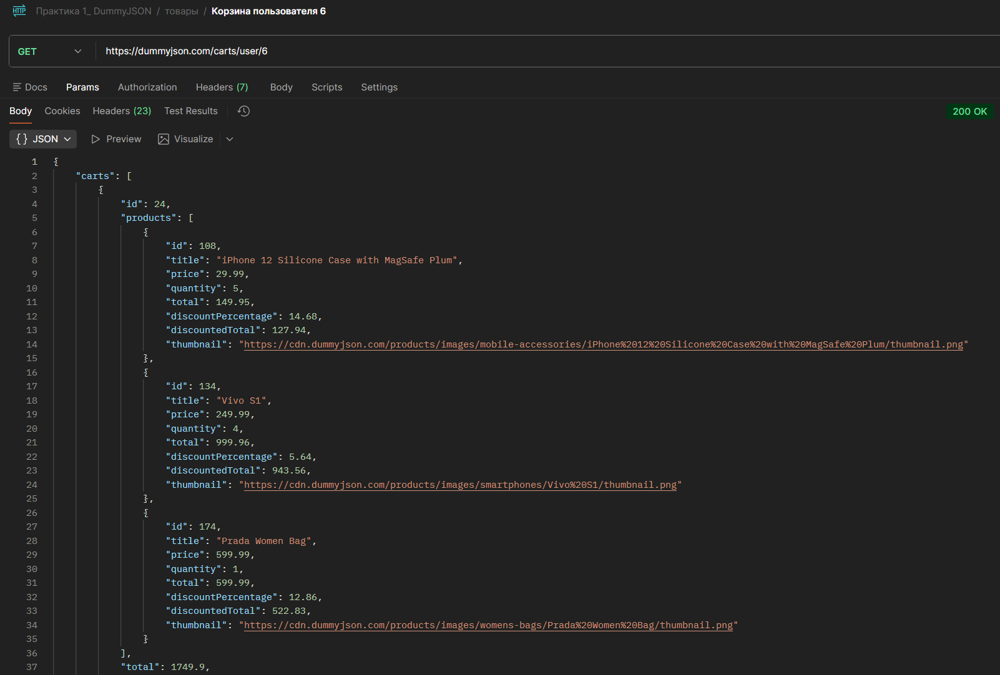 HTTP Практика 1_ DummyJSON / товары / Корзина пользователя 6
GET https://dummyjson.com/carts/user/6
Docs Params Authorization Headers (7) Body Scripts Settings
Body Cookies Headers (23) Test Results 200 OK
{} JSON Preview Visualize
1 {
2 "carts": [
3 {
4 "id": 24,
5 "products": [
6 {
7 "id": 108,
8 "title": "iPhone 12 Silicone Case with MagSafe Plum",
9 "price": 29.99,
10 "quantity": 5,
11 "total": 149.95,
12 "discountPercentage": 14.68,
13 "discountedTotal": 127.94,
14 "thumbnail": "https://cdn.dummyjson.com/products/images/mobile-accessories/iPhone%2012%20Silicone%20Case%20with%20MagSafe%20Plum/thumbnail.png"
15 },
16 {
17 "id": 134,
18 "title": "Vivo S1",
19 "price": 249.99,
20 "quantity": 4,
21 "total": 999.96,
22 "discountPercentage": 5.64,
23 "discountedTotal": 943.56,
24 "thumbnail": "https://cdn.dummyjson.com/products/images/smartphones/Vivo%20S1/thumbnail.png"
25 },
26 {
27 "id": 174,
28 "title": "Prada Women Bag",
29 "price": 599.99,
30 "quantity": 1,
31 "total": 599.99,
32 "discountPercentage": 12.86,
33 "discountedTotal": 522.83,
34 "thumbnail": "https://cdn.dummyjson.com/products/images/womens-bags/Prada%20Women%20Bag/thumbnail.png"
35 }
36 ],
37 "total": 1749.9,